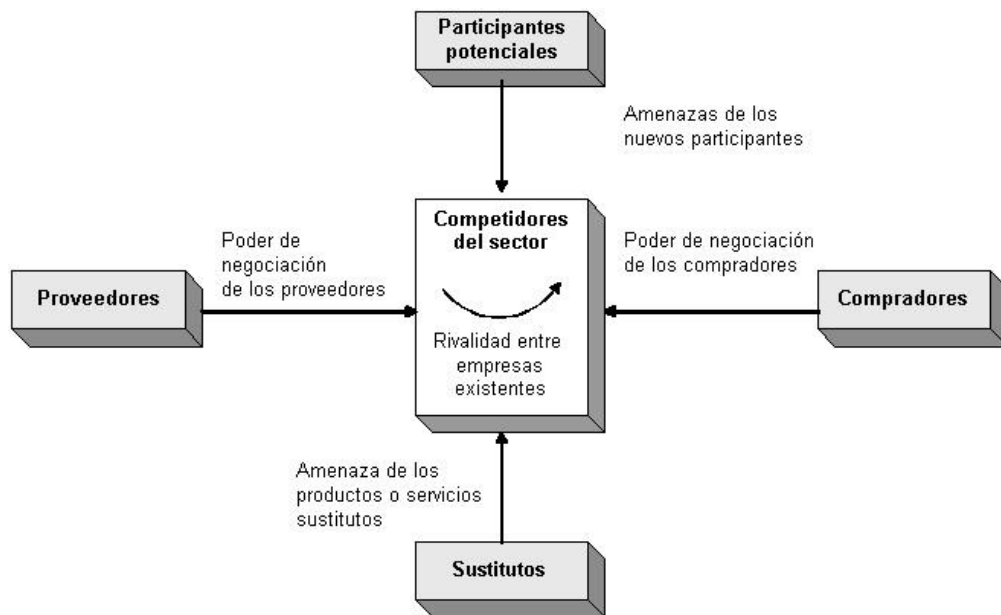 Participantes
potenciales
Amenazas de los
nuevos participantes
Competidores
del sector
Poder de
negociación
de los proveedores
Poder de negociación
de los compradores
Proveedores
Compradores
Rivalidad entre
empresas
existentes
Amenaza de los
productos o servicios
sustitutos
Sustitutos